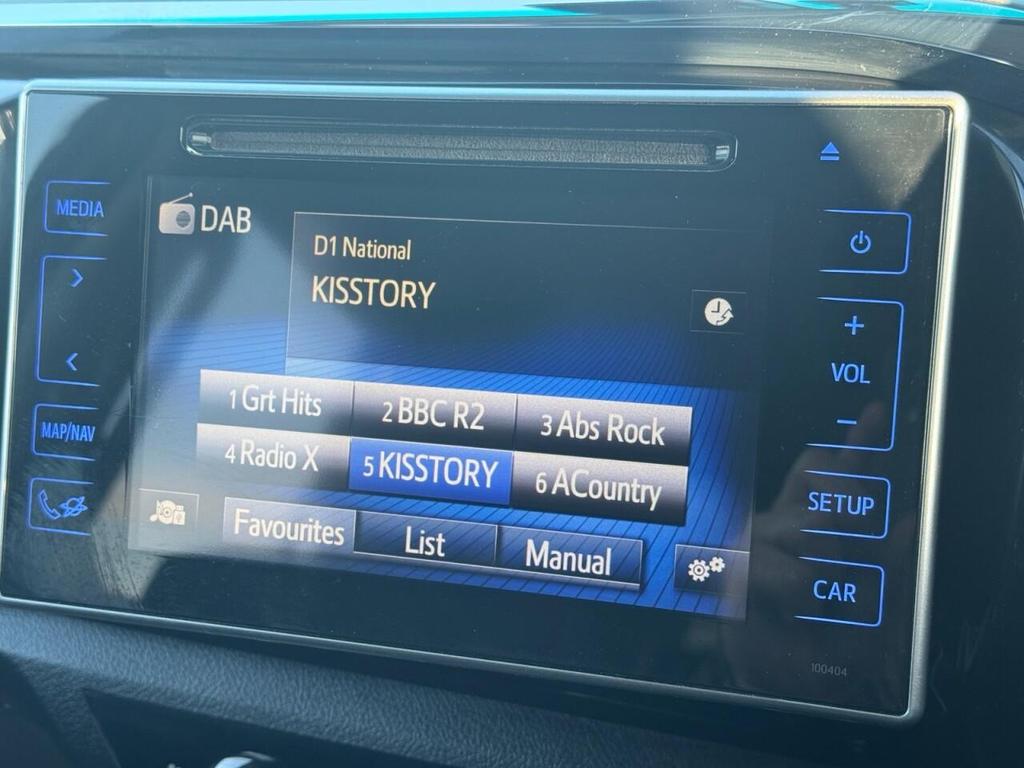 MEDIA
DAB
D1 National
KISSTORY
1 Grt Hits
2 BBC R2
3 Abs Rock
4 Radio X
5 KISSTORY
6 ACountry
Favourites
List
Manual
MAP/NAV
+
VOL
−
SETUP
CAR
100404